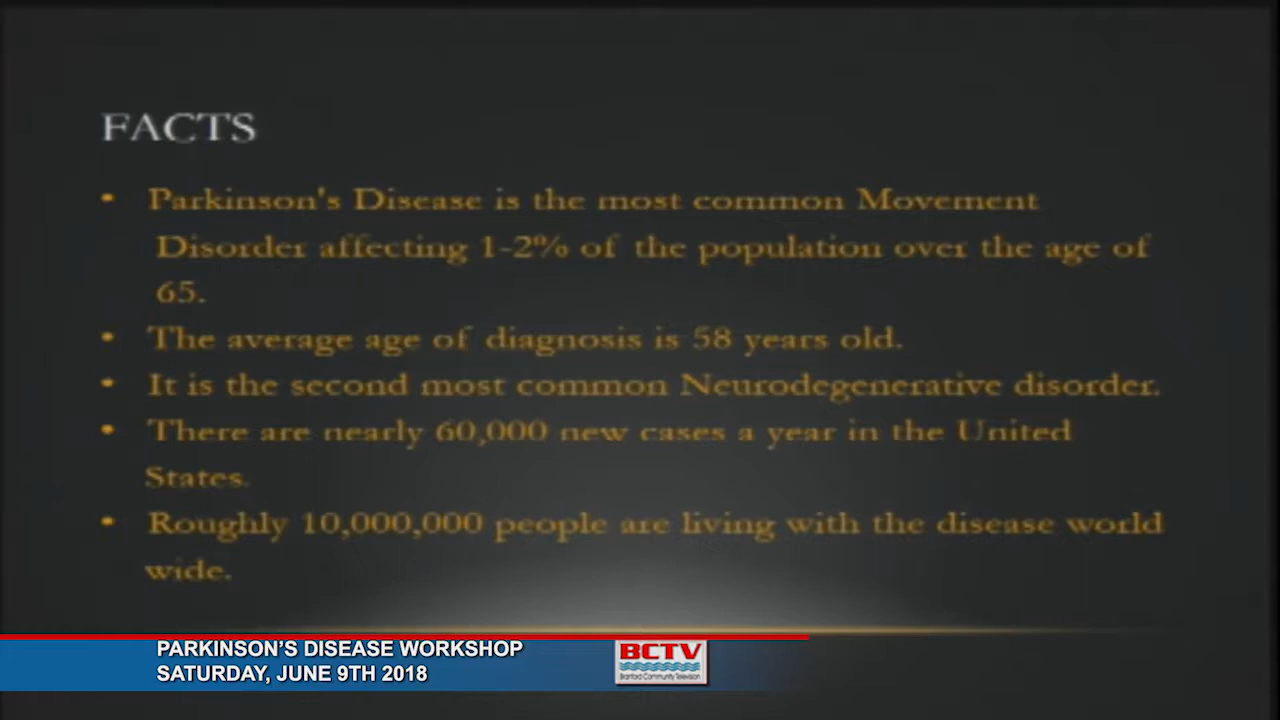 FACTS
• Parkinson's Disease is the most common Movement
Disorder affecting 1-2% of the population over the age of
65.
• The average age of diagnosis is 58 years old.
• It is the second most common Neurodegenerative disorder.
• There are nearly 60,000 new cases a year in the United
States.
• Roughly 10,000,000 people are living with the disease world
wide.
PARKINSON'S DISEASE WORKSHOP
SATURDAY, JUNE 9TH 2018
BCTV
Branford Community Television